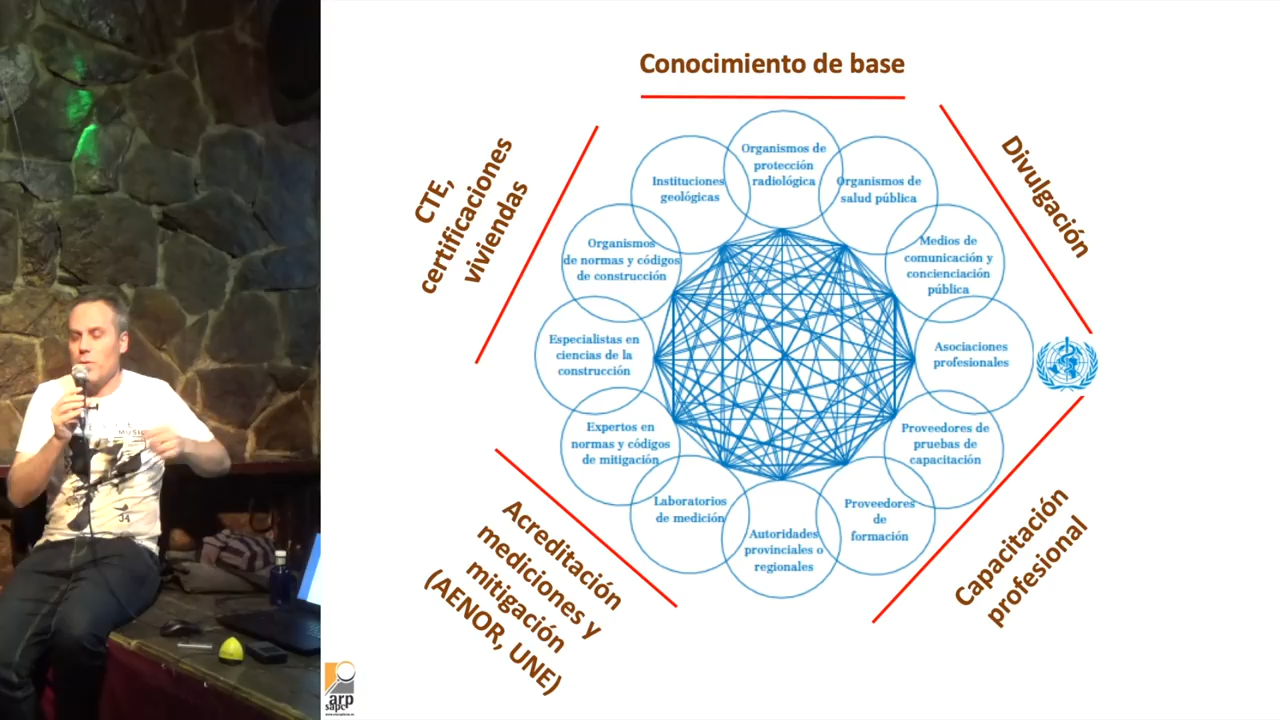 Conocimiento de base
Organismos de
protección
radiológica
Instituciones
geológicas
Organismos de
salud pública
CTE,
certificaciones
viviendas
Divulgación
Organismos
de normas y códigos
de construcción
Medios de
comunicación y
concienciación
pública
Especialistas en
ciencias de la
construcción
Asociaciones
profesionales
Expertos en
normas y códigos
de mitigación
Proveedores de
pruebas de
capacitación
Laboratorios
de medición
Proveedores
de
formación
Autoridades
provinciales o
regionales
Acreditación
mediciones y
mitigación
(AENOR, UNE)
Capacitación
profesional
arp
sapc
MUSIC